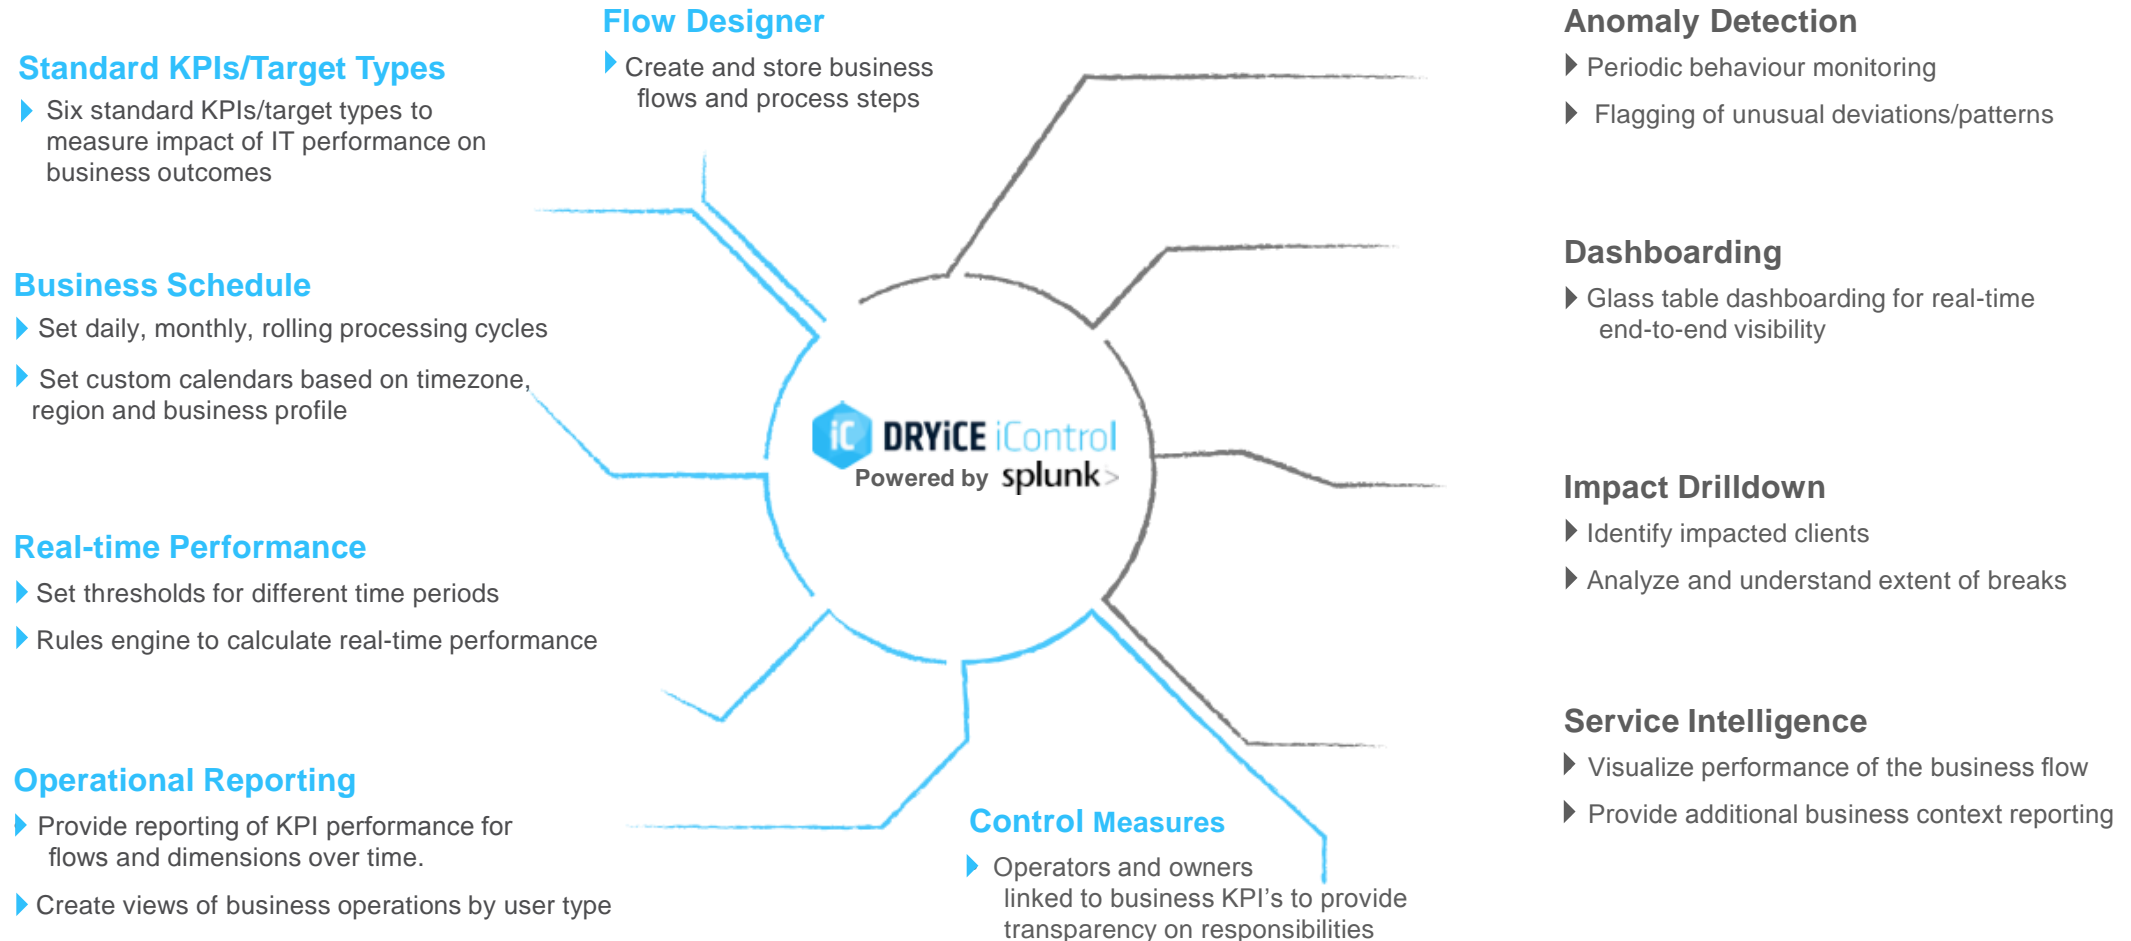 Flow Designer
Create and store business
flows and process steps
Standard KPIs/Target Types
Six standard KPIs/target types to
measure impact of IT performance on
business outcomes
Business Schedule
Set daily, monthly, rolling processing cycles
Set custom calendars based on timezone,
region and business profile
Real-time Performance
Set thresholds for different time periods
Rules engine to calculate real-time performance
Operational Reporting
Provide reporting of KPI performance for
flows and dimensions over time.
Create views of business operations by user type
iC DRYiCE iControl
Powered by splunk>
Control Measures
Operators and owners
linked to business KPI's to provide
transparency on responsibilities
Anomaly Detection
Periodic behaviour monitoring
Flagging of unusual deviations/patterns
Dashboarding
Glass table dashboarding for real-time
end-to-end visibility
Impact Drilldown
Identify impacted clients
Analyze and understand extent of breaks
Service Intelligence
Visualize performance of the business flow
Provide additional business context reporting